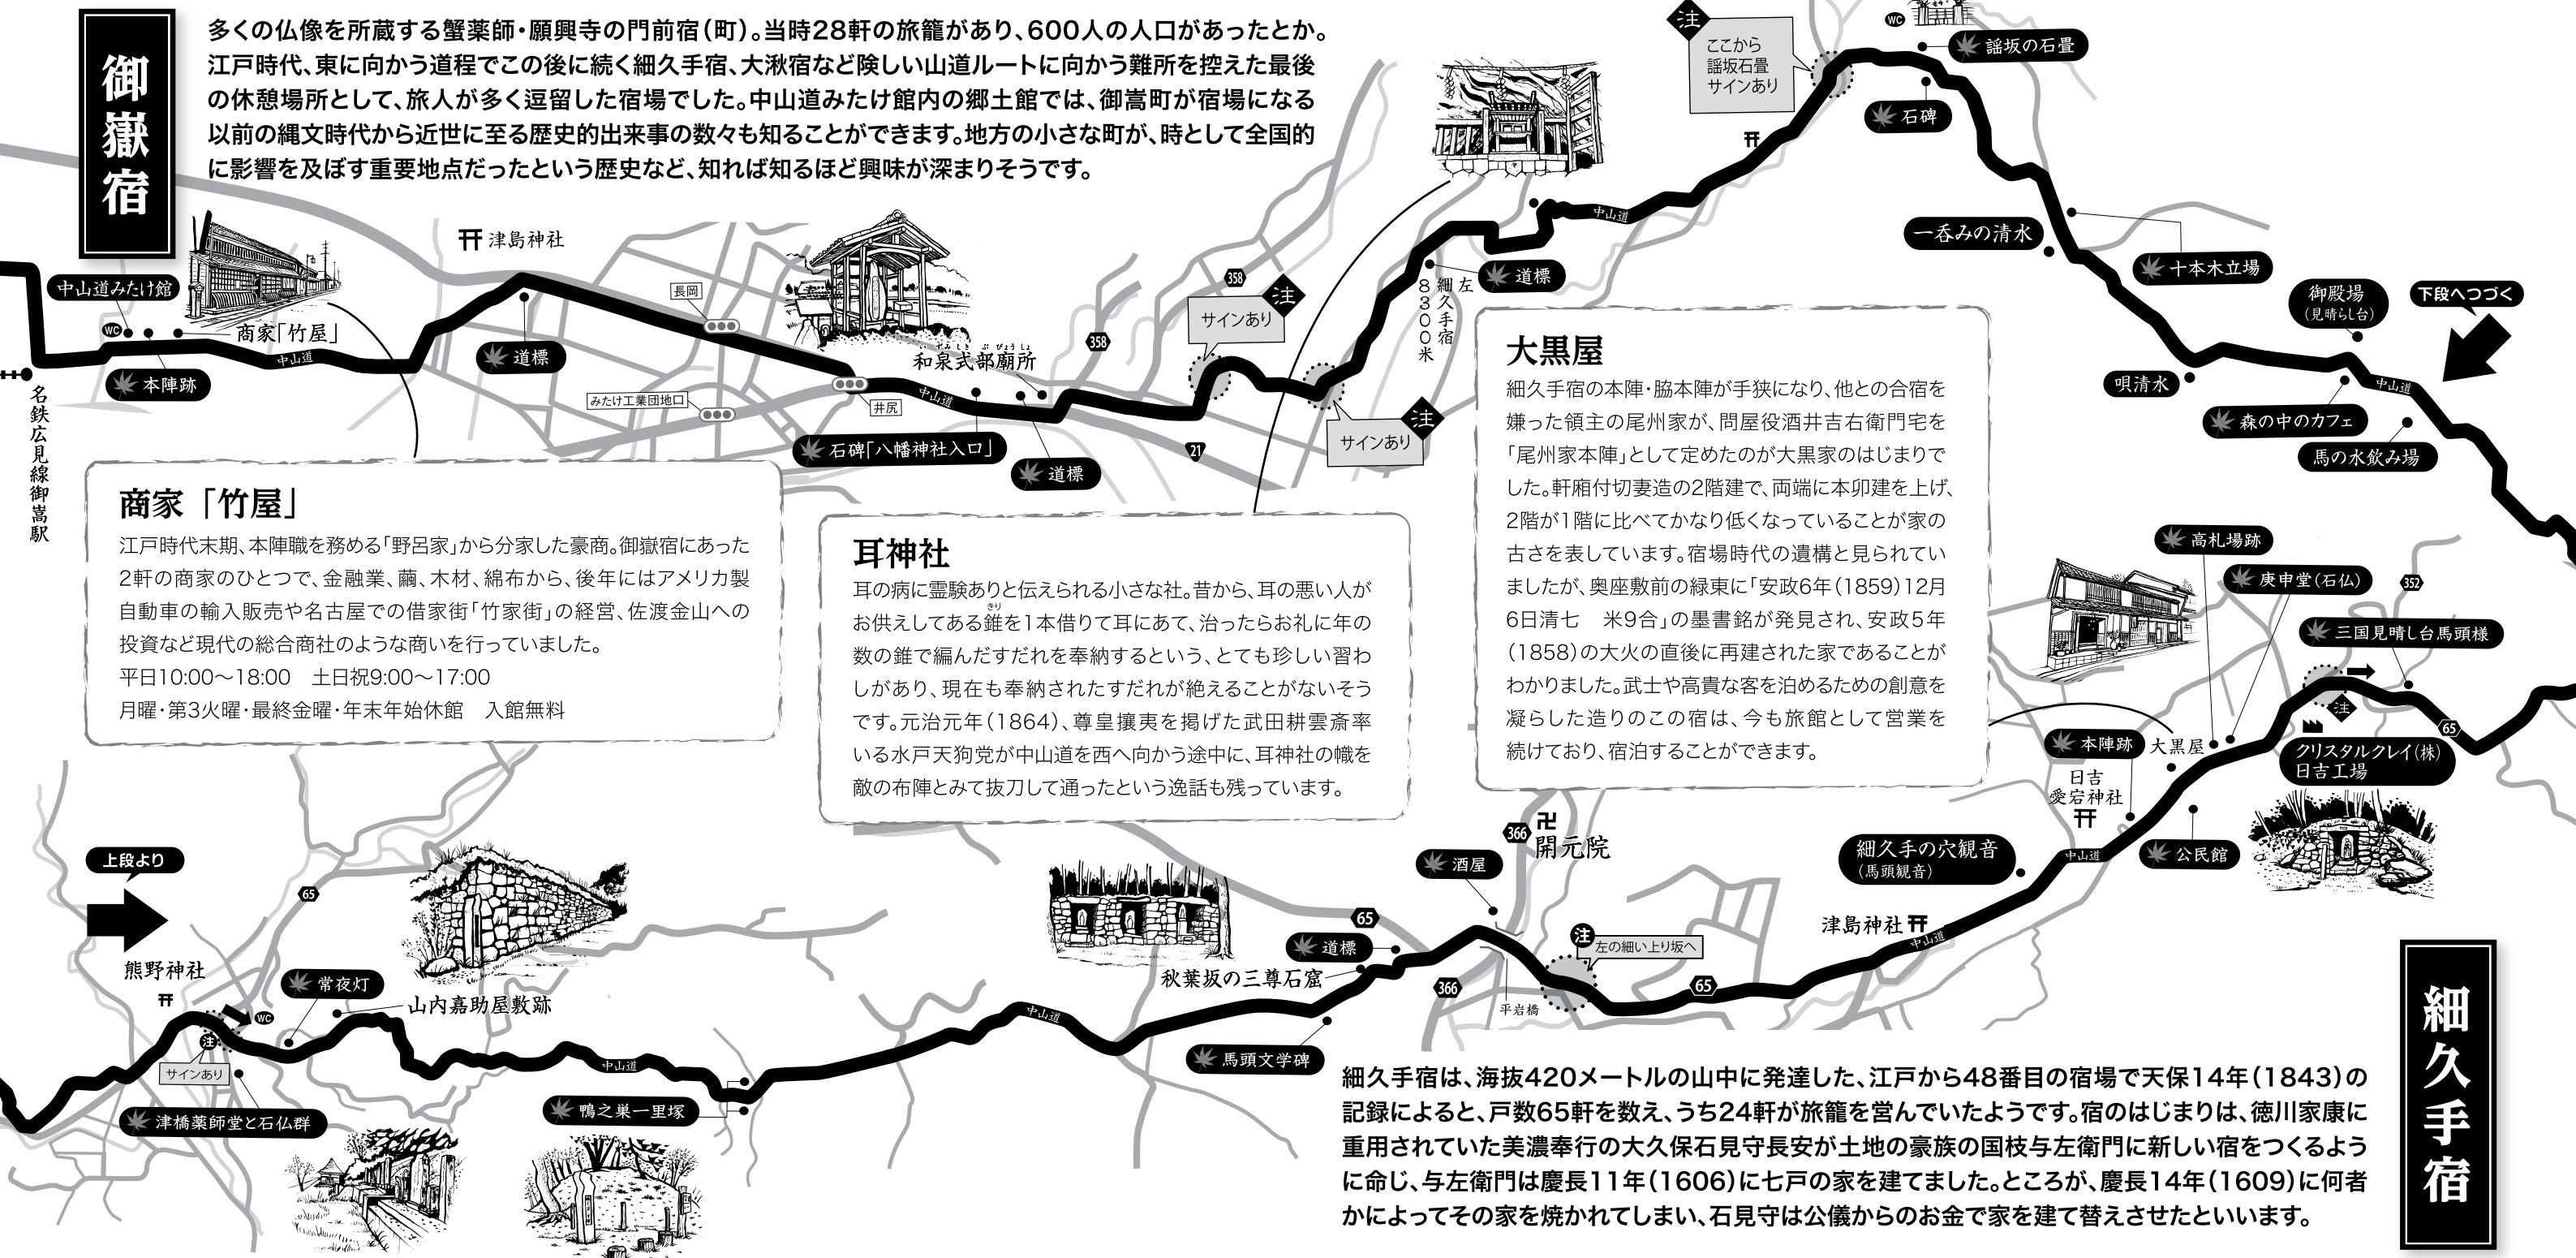 御嶽宿
多くの仏像を所蔵する蟹薬師・願興寺の門前宿（町）。当時28軒の旅籠があり、600人の人口があったとか。
江戸時代、東に向かう道程でこの後に続く細久手宿、大湫宿など険しい山道ルートに向かう難所を控えた最後
の休憩場所として、旅人が多く逗留した宿場でした。中山道みたけ館内の郷土館では、御嵩町が宿場になる
以前の縄文時代から近世に至る歴史的出来事の数々も知ることができます。地方の小さな町が、時として全国的
に影響を及ぼす重要地点だったという歴史など、知れば知るほど興味が深まりそうです。
注
ここから
謡坂石畳
サインあり
WC
謡坂の石畳
石碑
一呑みの清水
十本木立場
御殿場
（見晴らし台）
下段へつづく
唄清水
中山道
森の中のカフェ
馬の水飲み場
中山道
道標
左
細久手宿
8300米
津島神社
中山道みたけ館
WC
商家「竹屋」
中山道
本陣跡
名鉄広見線御嵩駅
道標
長岡
みたけ工業団地口
井尻
いずみしきぶびょうしょ
和泉式部廟所
中山道
石碑「八幡神社入口」
道標
358
358
21
サインあり
注
サインあり
注
商家「竹屋」
江戸時代末期、本陣職を務める「野呂家」から分家した豪商。御嶽宿にあった
2軒の商家のひとつで、金融業、繭、木材、綿布から、後年にはアメリカ製
自動車の輸入販売や名古屋での借家街「竹家街」の経営、佐渡金山への
投資など現代の総合商社のような商いを行っていました。
平日10:00〜18:00　土日祝9:00〜17:00
月曜・第3火曜・最終金曜・年末年始休館　入館無料
耳神社
耳の病に霊験ありと伝えられる小さな社。昔から、耳の悪い人が
きり
お供えしてある錐を1本借りて耳にあて、治ったらお礼に年の
数の錐で編んだすだれを奉納するという、とても珍しい習わ
しがあり、現在も奉納されたすだれが絶えることがないそう
です。元治元年（1864）、尊皇攘夷を掲げた武田耕雲斎率
いる水戸天狗党が中山道を西へ向かう途中に、耳神社の幟を
敵の布陣とみて抜刀して通ったという逸話も残っています。
大黒屋
細久手宿の本陣・脇本陣が手狭になり、他との合宿を
嫌った領主の尾州家が、問屋役酒井吉右衛門宅を
「尾州家本陣」として定めたのが大黒家のはじまりで
した。軒廂付切妻造の2階建で、両端に本卯建を上げ、
2階が1階に比べてかなり低くなっていることが家の
古さを表しています。宿場時代の遺構と見られてい
ましたが、奥座敷前の緑東に「安政6年（1859）12月
6日清七　米9合」の墨書銘が発見され、安政5年
（1858）の大火の直後に再建された家であることが
わかりました。武士や高貴な客を泊めるための創意を
凝らした造りのこの宿は、今も旅館として営業を
続けており、宿泊することができます。
高札場跡
庚申堂（石仏）
352
三国見晴し台馬頭様
注
65
クリスタルクレイ（株）
日吉工場
本陣跡
大黒屋
日吉
愛宕神社
公民館
中山道
細久手の穴観音
（馬頭観音）
津島神社
中山道
366
開元院
酒屋
注
左の細い上り坂へ
65
65
道標
秋葉坂の三尊石窟
366
平岩橋
馬頭文学碑
中山道
上段より
65
熊野神社
WC
注
サインあり
常夜灯
山内嘉助屋敷跡
津橋薬師堂と石仏群
中山道
鴨之巣一里塚
細久手宿
細久手宿は、海抜420メートルの山中に発達した、江戸から48番目の宿場で天保14年（1843）の
記録によると、戸数65軒を数え、うち24軒が旅籠を営んでいたようです。宿のはじまりは、徳川家康に
重用されていた美濃奉行の大久保石見守長安が土地の豪族の国枝与左衛門に新しい宿をつくるよう
に命じ、与左衛門は慶長11年（1606）に七戸の家を建てました。ところが、慶長14年（1609）に何者
かによってその家を焼かれてしまい、石見守は公儀からのお金で家を建て替えさせたといいます。